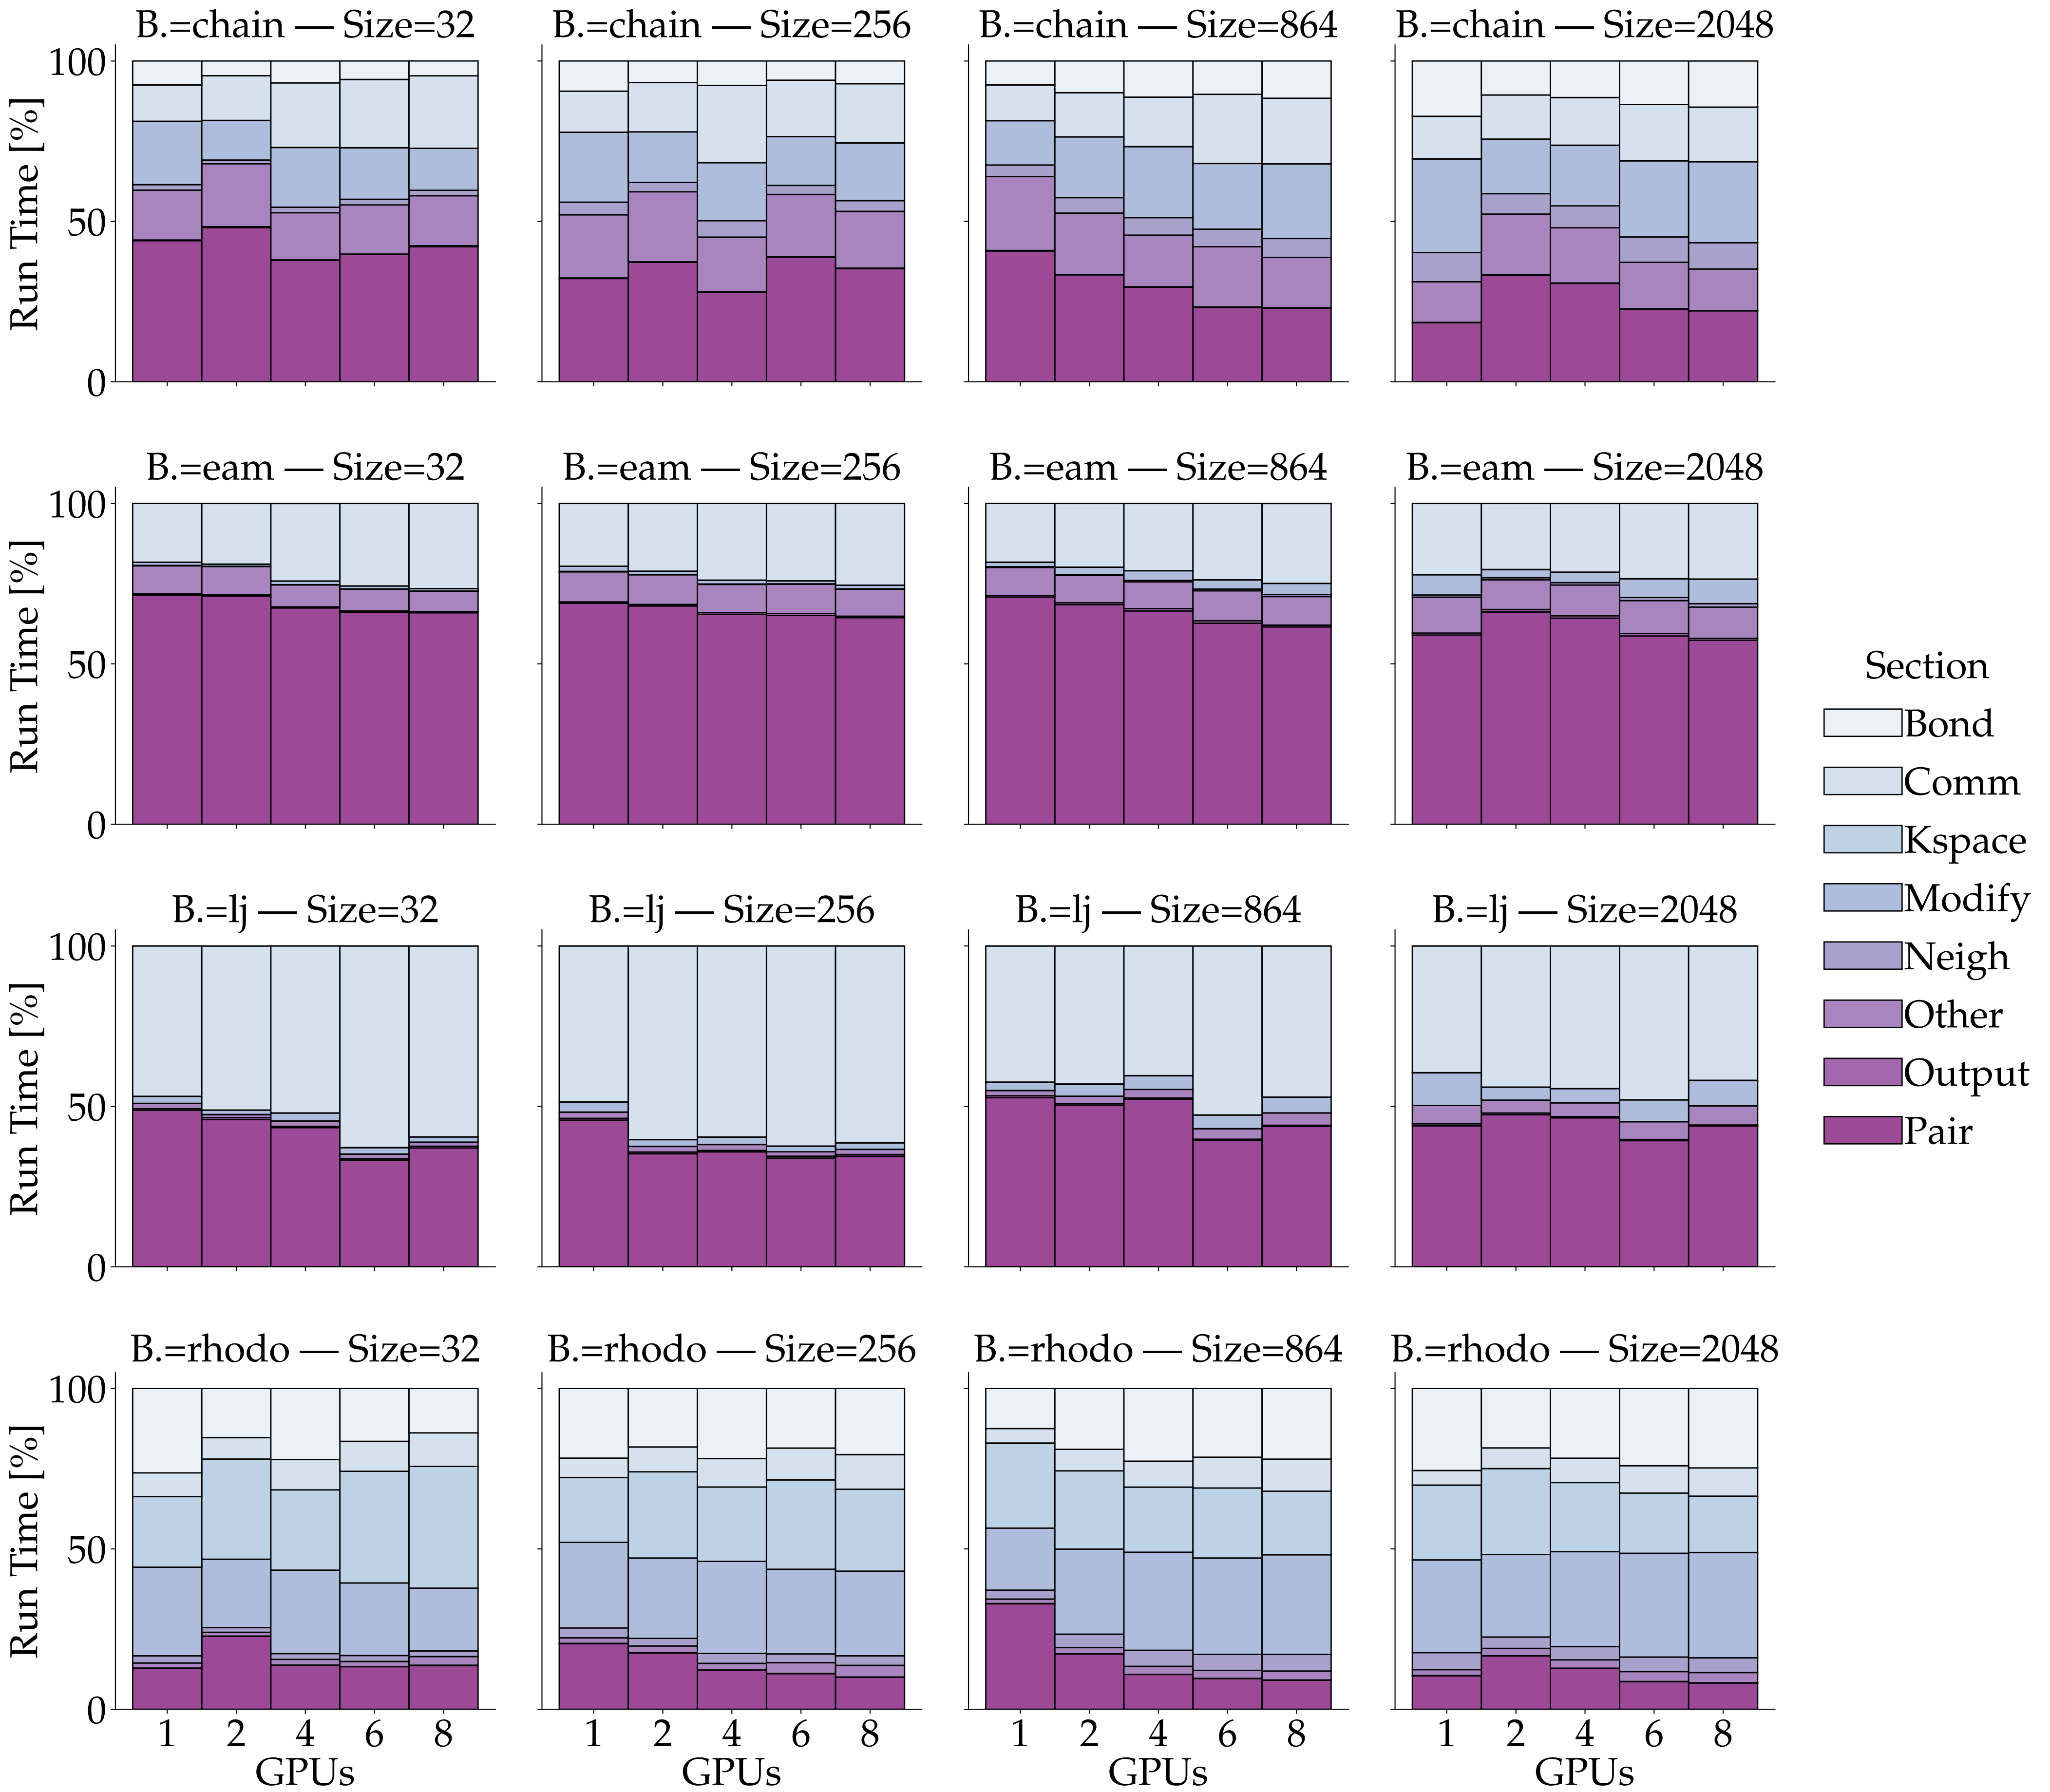 B.=chain — Size=32
B.=chain — Size=256
B.=chain — Size=864
B.=chain — Size=2048
Run Time [%]
100
50
0
B.=eam — Size=32
B.=eam — Size=256
B.=eam — Size=864
B.=eam — Size=2048
Run Time [%]
100
50
0
B.=lj — Size=32
B.=lj — Size=256
B.=lj — Size=864
B.=lj — Size=2048
Run Time [%]
100
50
0
B.=rhodo — Size=32
B.=rhodo — Size=256
B.=rhodo — Size=864
B.=rhodo — Size=2048
Run Time [%]
100
50
0
1 2 4 6 8
GPUs
1 2 4 6 8
GPUs
1 2 4 6 8
GPUs
1 2 4 6 8
GPUs
Section
Bond
Comm
Kspace
Modify
Neigh
Other
Output
Pair